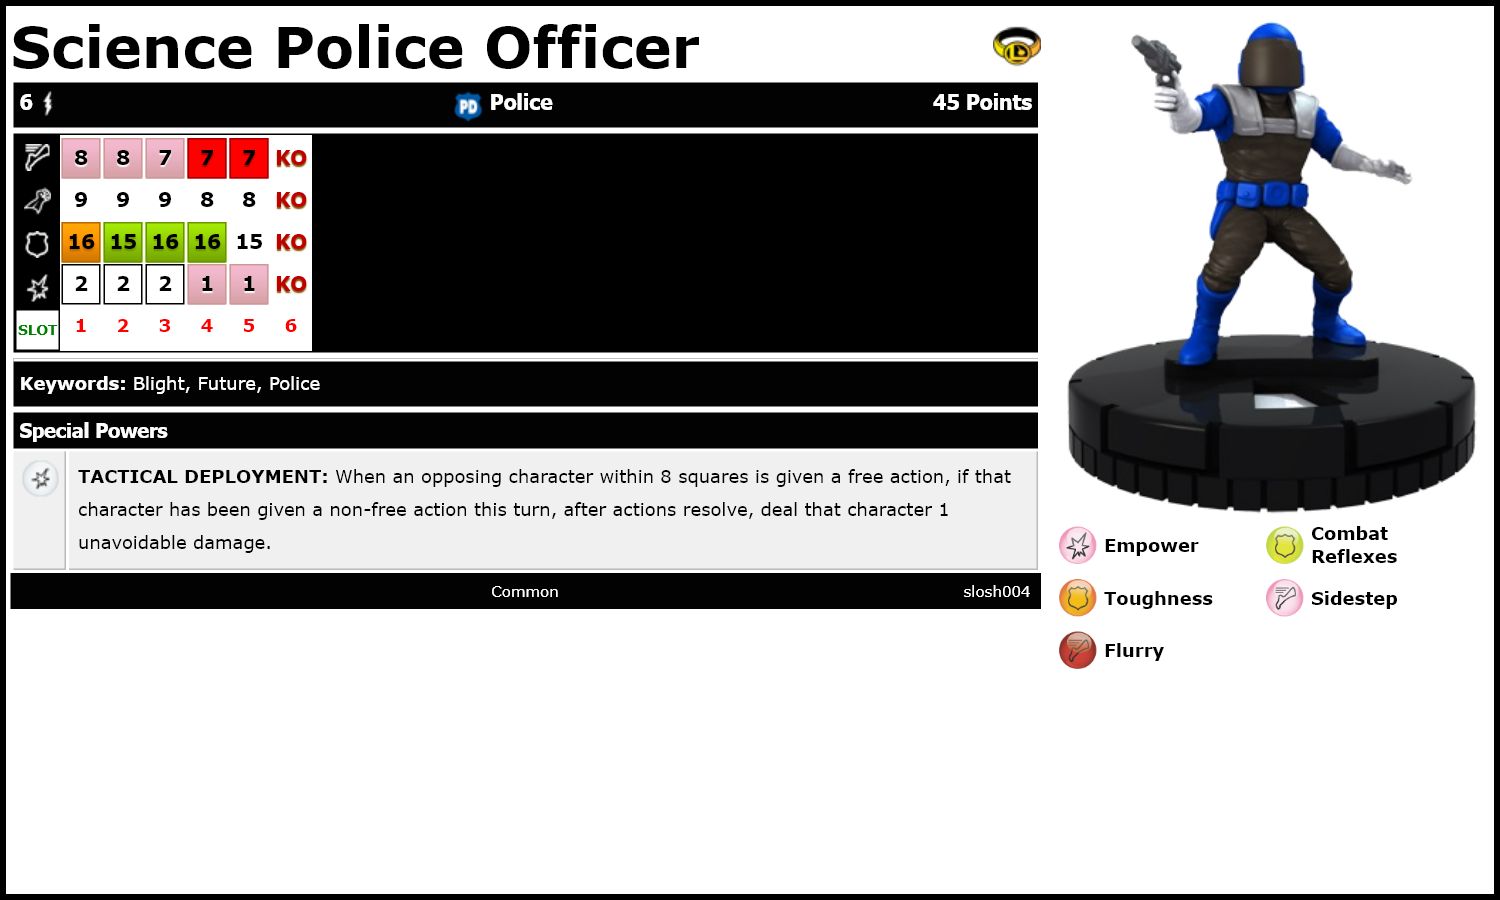 Science Police Officer
6 Police 45 Points
8 8 7 7 7 KO
9 9 9 8 8 KO
16 15 16 16 15 KO
2 2 2 1 1 KO
SLOT 1 2 3 4 5 6
Keywords: Blight, Future, Police
Special Powers
TACTICAL DEPLOYMENT: When an opposing character within 8 squares is given a free action, if that
character has been given a non-free action this turn, after actions resolve, deal that character 1
unavoidable damage.
Common slosh004
Empower
Combat
Reflexes
Toughness
Sidestep
Flurry
PD